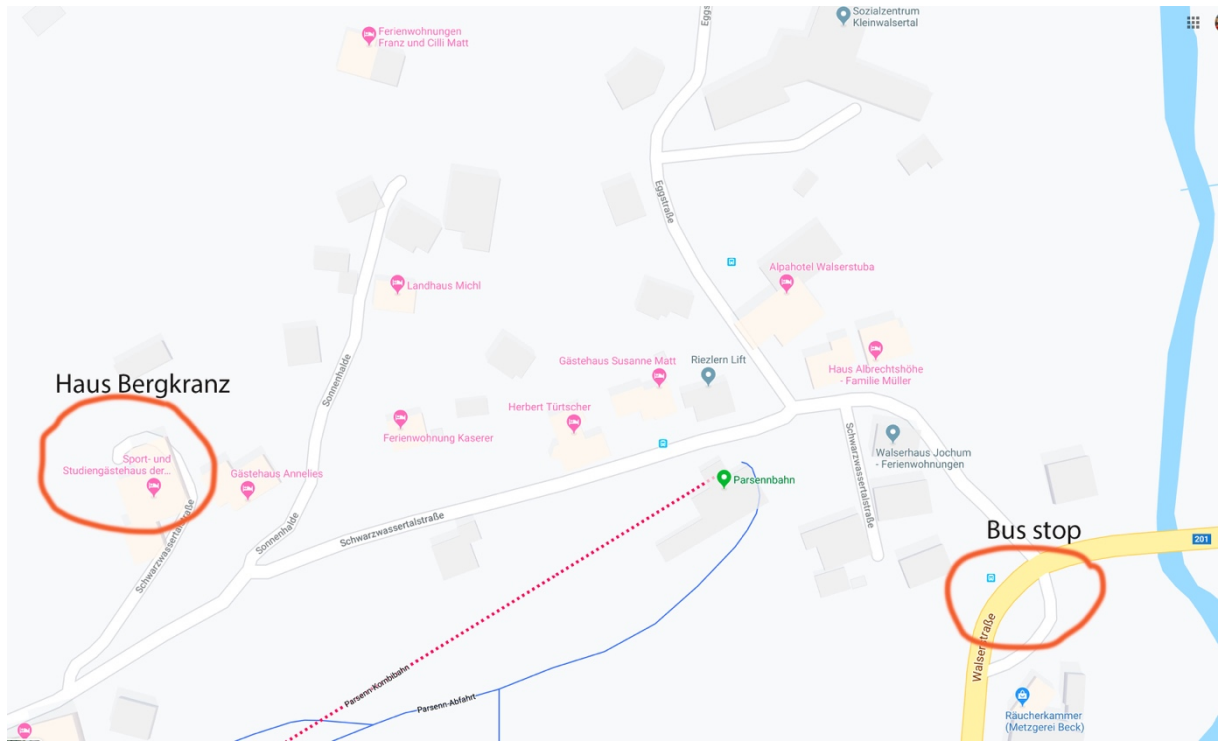 Sozialzentrum
Kleinwalsertal
Ferienwohnungen
Franz und Cilli Matt
Eggstraße
Alpahotel Walserstuba
Landhaus Michl
Sonnenhalde
Gästehaus Susanne Matt
Riezlern Lift
Haus Albrechtshöhe
- Familie Müller
Haus Bergkranz
Herbert Türtscher
Ferienwohnung Kaserer
Walserhaus Jochum
- Ferienwohnungen
Sport- und
Studiengästehaus der...
Gästehaus Annelies
Parsennbahn
Schwarzwassertalstraße
Schwarzwassertalstraße
Sonnenhalde
Schwarzwassertalstraße
Bus stop
201
Walserstraße
Parsenn-Kombibahn
Parsenn-Abfahrt
Räucherkammer
(Metzgerei Beck)